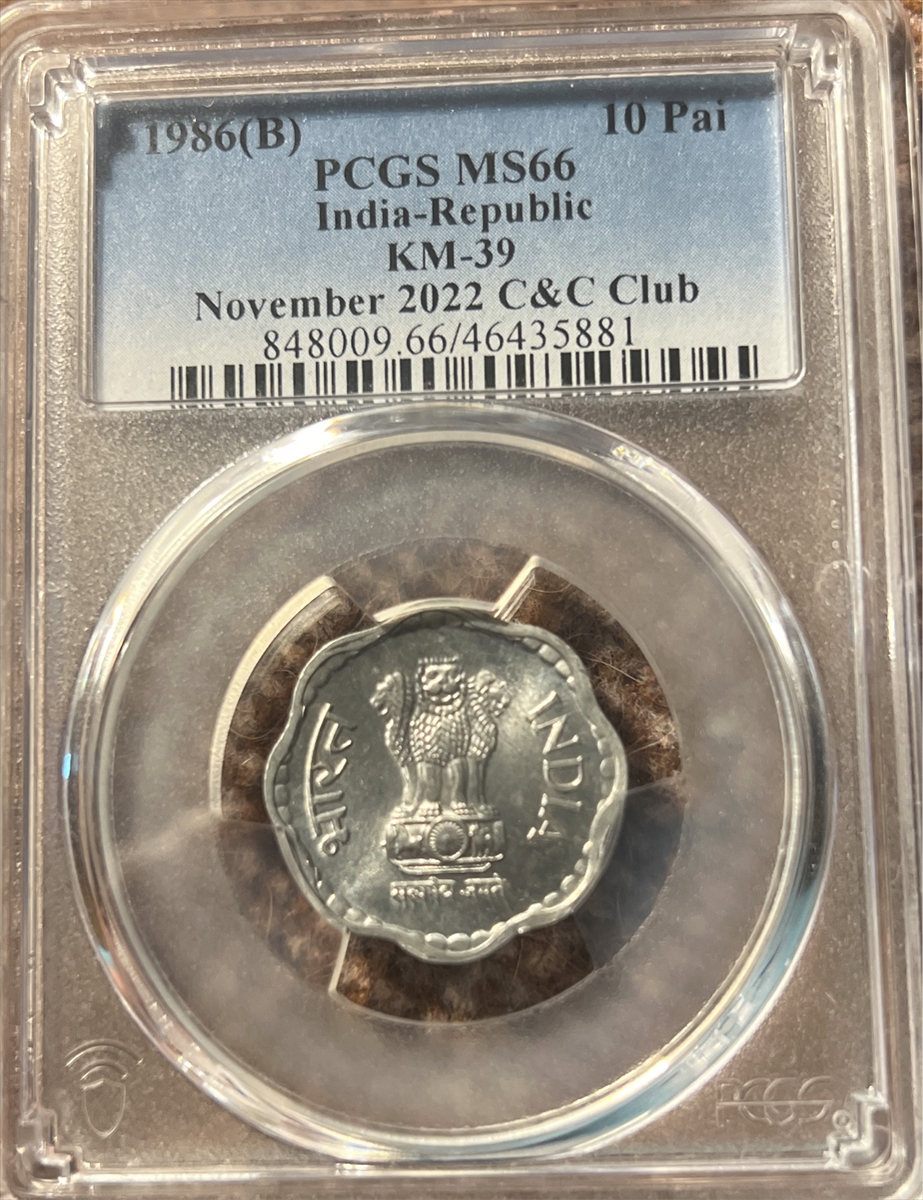 1986(B) 10 Pai
PCGS MS66
India-Republic
KM-39
November 2022 C&C Club
848009.66/46435881
भारत
INDIA
सत्यमेव जयते
PCGS